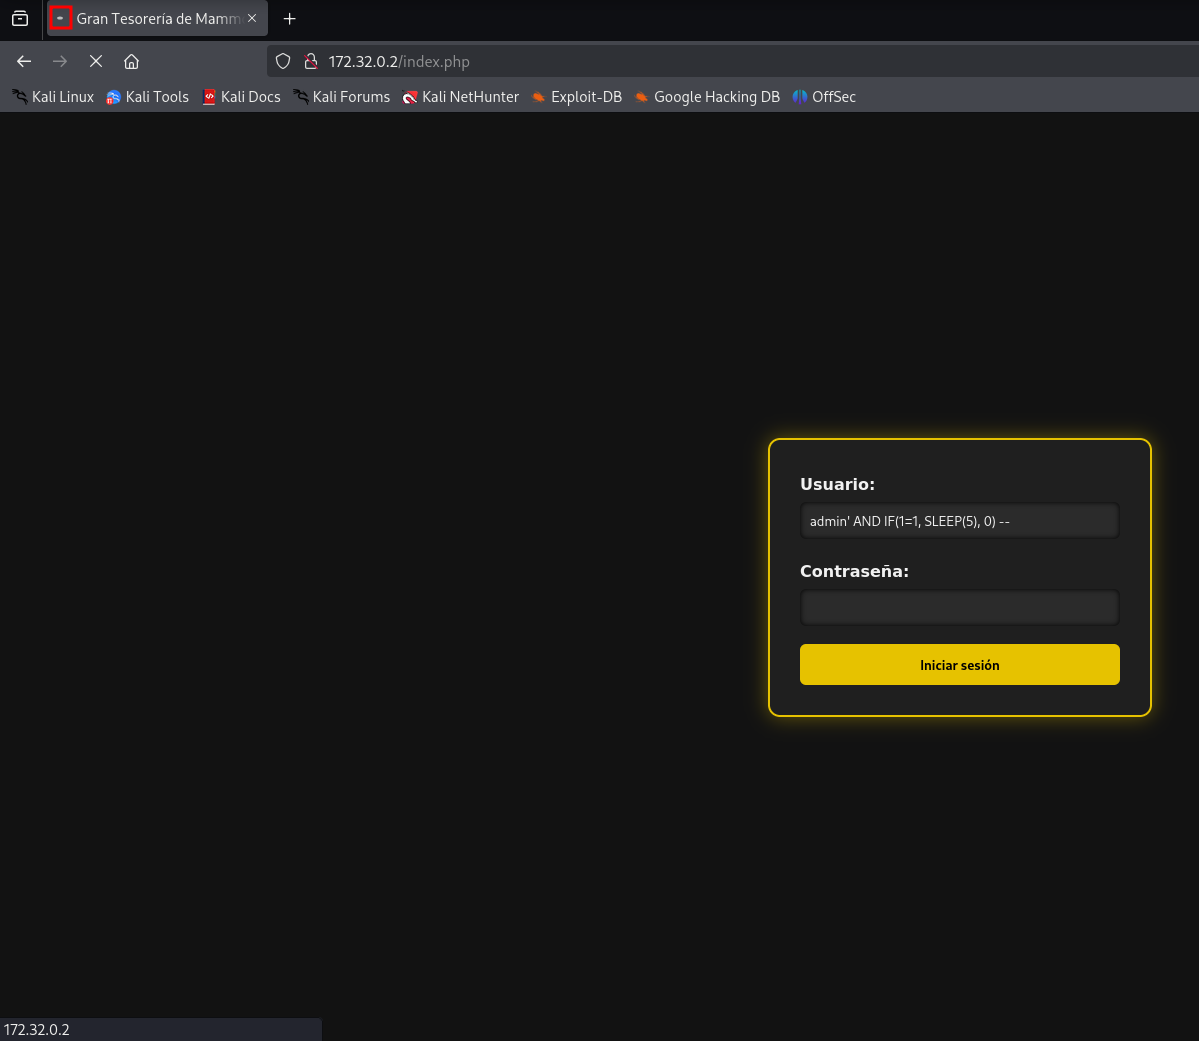 Gran Tesorería de Mamm
172.32.0.2/index.php
Kali Linux Kali Tools Kali Docs Kali Forums Kali NetHunter Exploit-DB Google Hacking DB OffSec
Usuario:
admin' AND IF(1=1, SLEEP(5), 0) --
Contraseña:
Iniciar sesión
172.32.0.2